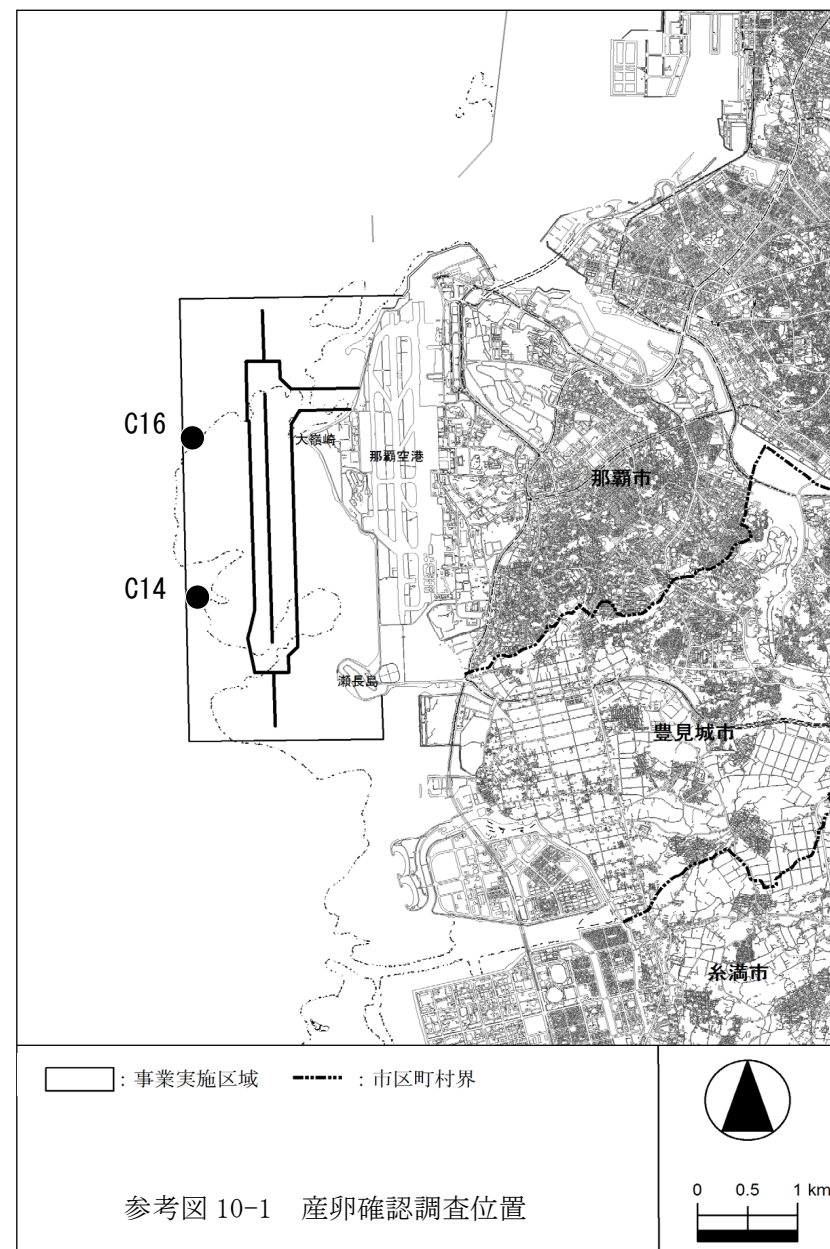 C16
大嶺崎
那覇空港
那覇市
C14
瀬長島
豊見城市
糸満市
：事業実施区域
：市区町村界
参考図 10-1 産卵確認調査位置
0 0.5 1 km